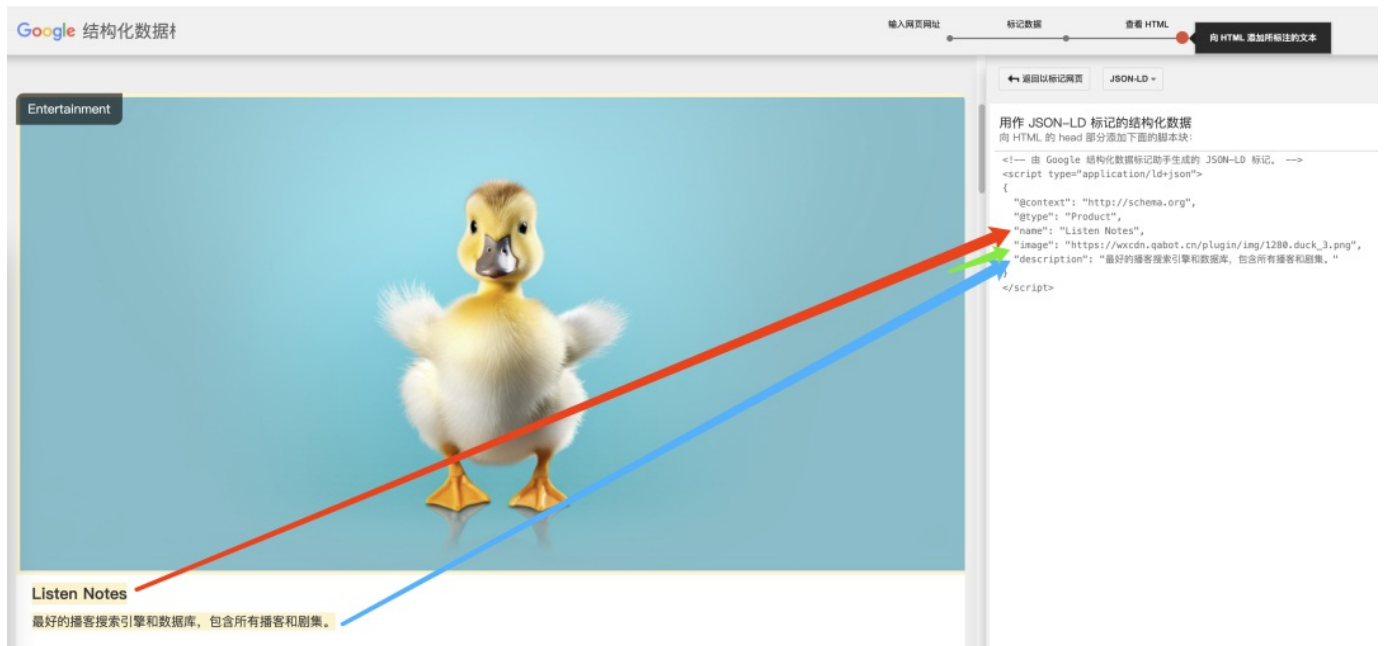 Google 结构化数据标
输入网页网址
标记数据
查看 HTML
向 HTML 添加所标注的文本
返回以标记网页
JSON-LD
Entertainment
用作 JSON-LD 标记的结构化数据
向 HTML 的 head 部分添加下面的脚本块：
<!-- 由 Google 结构化数据标记助手生成的 JSON-LD 标记。 -->
<script type="application/ld+json">
{
"@context": "http://schema.org",
"@type": "Product",
"name": "Listen Notes",
"image": "https://wxcdn.qabot.cn/plugin/img/1280.duck_3.png",
"description": "最好的播客搜索引擎和数据库，包含所有播客和剧集。"
}
</script>
Listen Notes
最好的播客搜索引擎和数据库，包含所有播客和剧集。